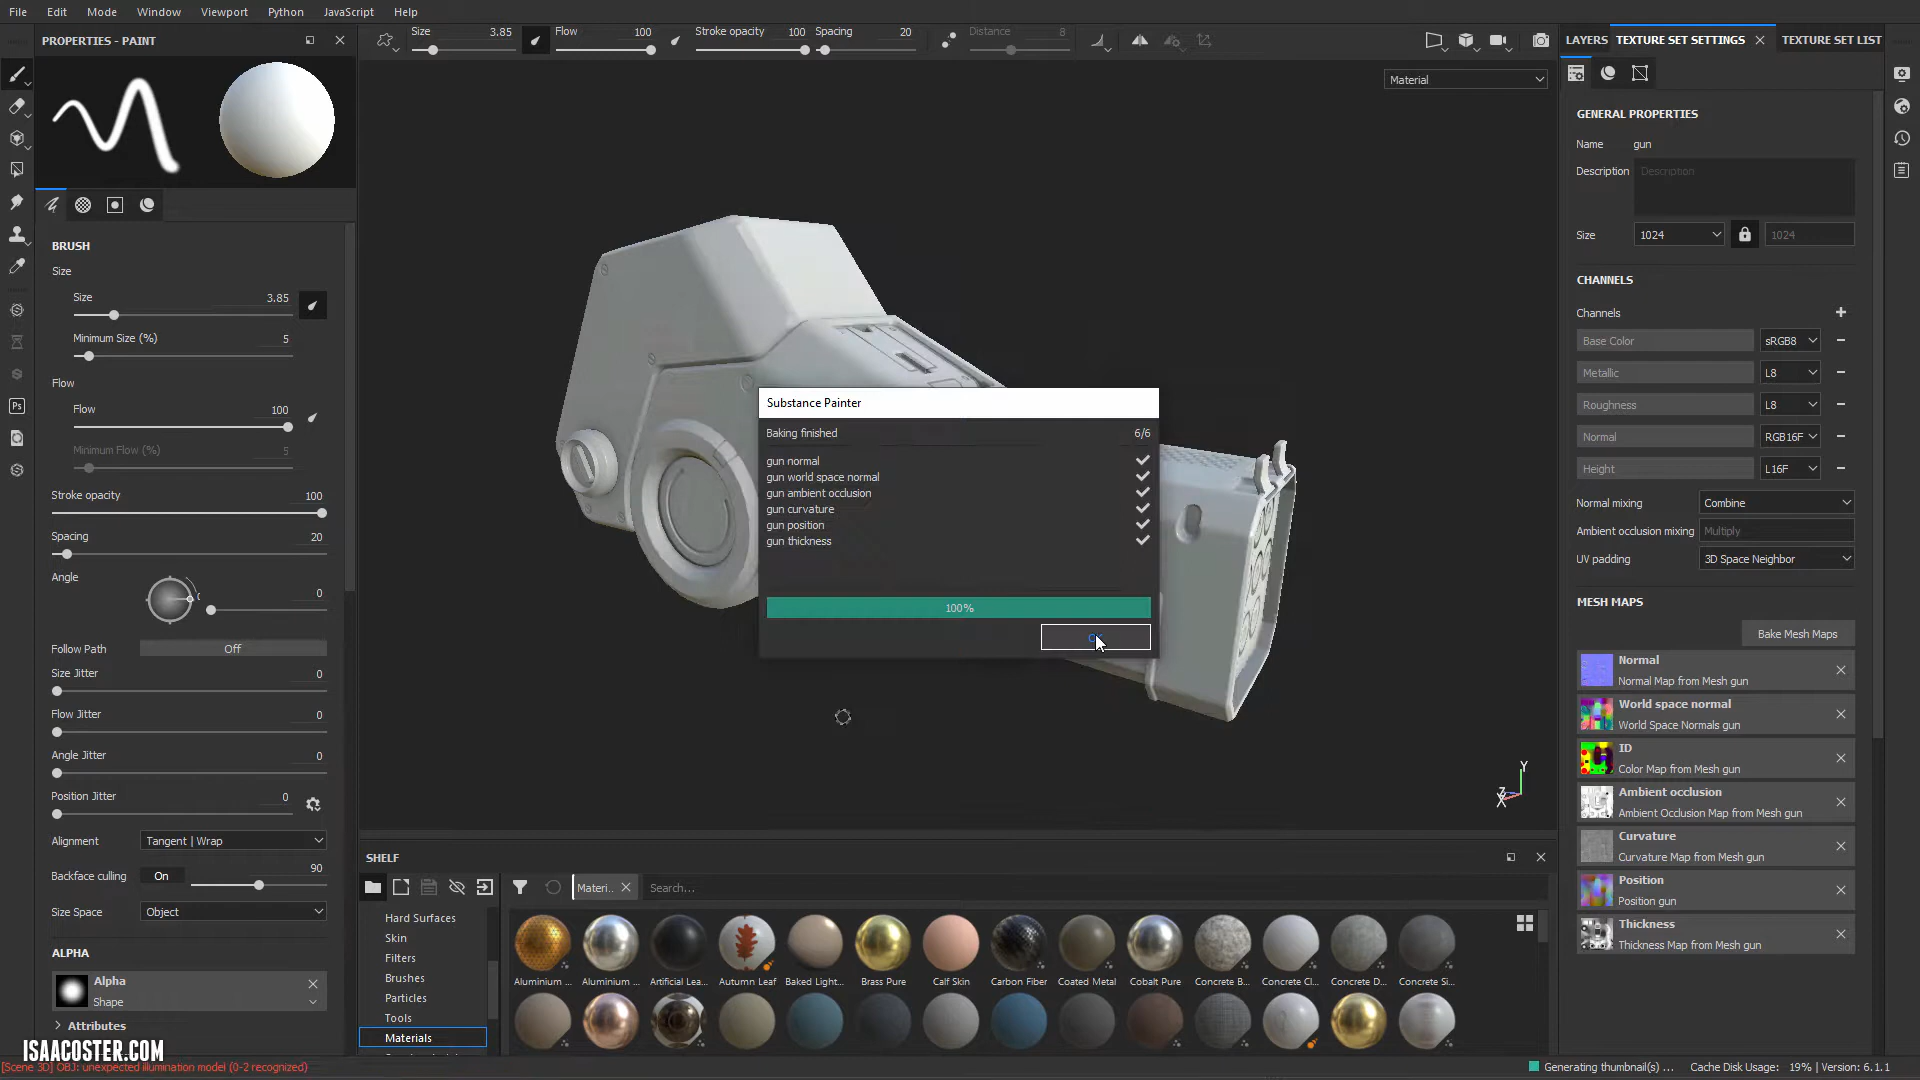 File Edit Mode Window Viewport Python JavaScript Help
PROPERTIES - PAINT
Size 3.85 Flow 100 Stroke opacity 100 Spacing 20 Distance 8
Material
LAYERS TEXTURE SET SETTINGS TEXTURE SET LIST
BRUSH
Size
Size 3.85
Minimum Size (%) 5
Flow
Flow 100
Minimum Flow (%) 5
Stroke opacity 100
Spacing 20
Angle 0
Follow Path Off
Size Jitter 0
Flow Jitter 0
Angle Jitter 0
Position Jitter 0
Alignment Tangent | Wrap
Backface culling On 90
Size Space Object
ALPHA
Alpha
Shape
Attributes
ISAACOSTER.COM
[Scene 3D] OBJ: unexpected illumination model (0-2 recognized)
Substance Painter
Baking finished 6/6
gun normal
gun world space normal
gun ambient occlusion
gun curvature
gun position
gun thickness
100%
Y
Z
X
SHELF
Ps
Materi.. Search...
Hard Surfaces
Skin
Filters
Brushes
Particles
Tools
Materials
Aluminium ... Aluminium ... Artificial Lea... Autumn Leaf Baked Light... Brass Pure Calf Skin Carbon Fiber Coated Metal Cobalt Pure Concrete B... Concrete Cl... Concrete D... Concrete Si...
GENERAL PROPERTIES
Name gun
Description Description
Size 1024 1024
CHANNELS
Channels
Base Color sRGB8
Metallic L8
Roughness L8
Normal RGB16F
Height L16F
Normal mixing Combine
Ambient occlusion mixing Multiply
UV padding 3D Space Neighbor
MESH MAPS
Bake Mesh Maps
Normal
Normal Map from Mesh gun
World space normal
World Space Normals gun
ID
Color Map from Mesh gun
Ambient occlusion
Ambient Occlusion Map from Mesh gun
Curvature
Curvature Map from Mesh gun
Position
Position gun
Thickness
Thickness Map from Mesh gun
Generating thumbnail(s) ... Cache Disk Usage: 19% | Version: 6.1.1